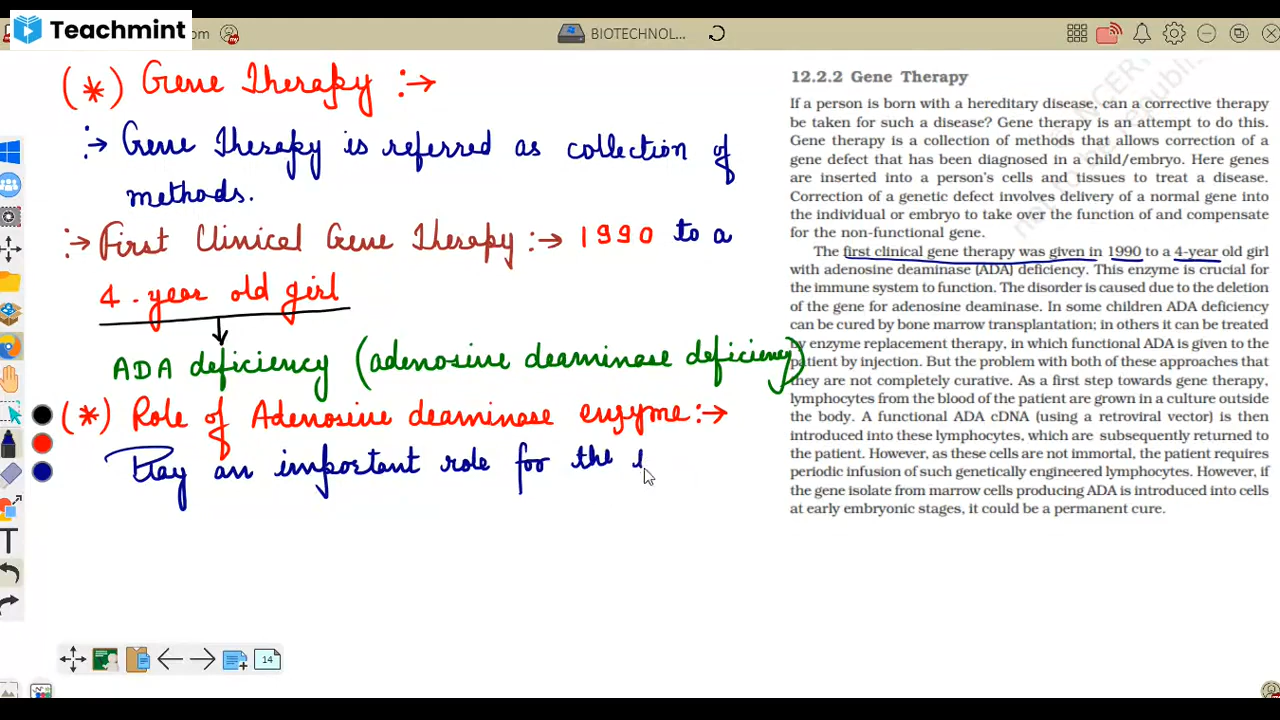 Teachmint
om
BIOTECHNOL...
(*) Gene Therapy :→
:→ Gene Therapy is referred as collection of
methods.
:→ First Clinical Gene Therapy :→ 1990 to a
4-year old girl
ADA deficiency (adenosine deaminase deficiency)
(*) Role of Adenosine deaminase enzyme :→
Play an important role for the
14
12.2.2 Gene Therapy
If a person is born with a hereditary disease, can a corrective therapy
be taken for such a disease? Gene therapy is an attempt to do this.
Gene therapy is a collection of methods that allows correction of a
gene defect that has been diagnosed in a child/embryo. Here genes
are inserted into a person's cells and tissues to treat a disease.
Correction of a genetic defect involves delivery of a normal gene into
the individual or embryo to take over the function of and compensate
for the non-functional gene.
The first clinical gene therapy was given in 1990 to a 4-year old girl
with adenosine deaminase (ADA) deficiency. This enzyme is crucial for
the immune system to function. The disorder is caused due to the deletion
of the gene for adenosine deaminase. In some children ADA deficiency
can be cured by bone marrow transplantation; in others it can be treated
by enzyme replacement therapy, in which functional ADA is given to the
patient by injection. But the problem with both of these approaches that
they are not completely curative. As a first step towards gene therapy,
lymphocytes from the blood of the patient are grown in a culture outside
the body. A functional ADA cDNA (using a retroviral vector) is then
introduced into these lymphocytes, which are subsequently returned to
the patient. However, as these cells are not immortal, the patient requires
periodic infusion of such genetically engineered lymphocytes. However, if
the gene isolate from marrow cells producing ADA is introduced into cells
at early embryonic stages, it could be a permanent cure.